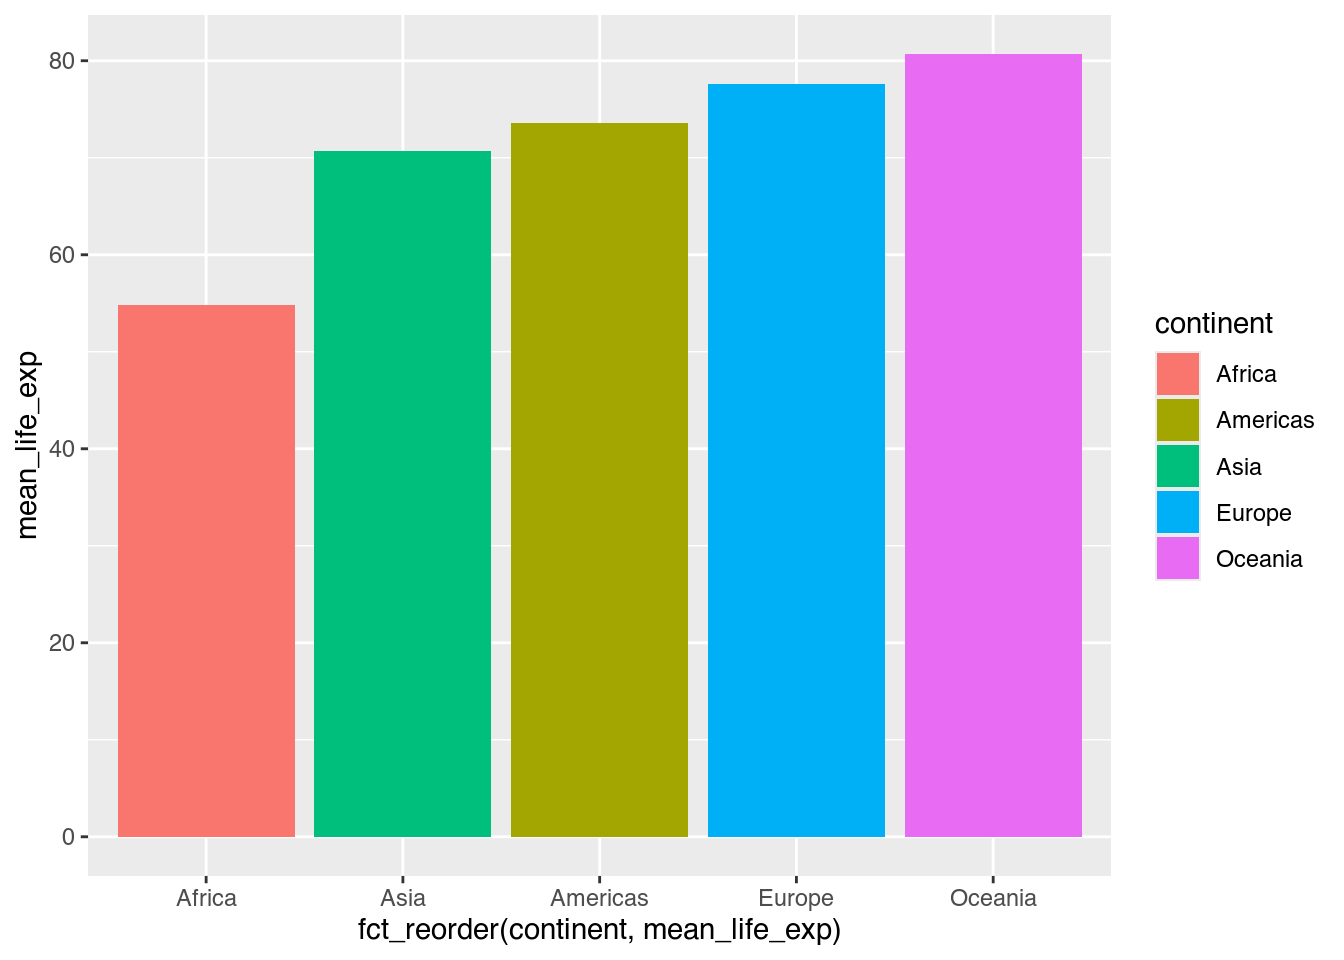 mean_life_exp
80
60
40
20
0
Africa
Asia
Americas
Europe
Oceania
fct_reorder(continent, mean_life_exp)
continent
Africa
Americas
Asia
Europe
Oceania